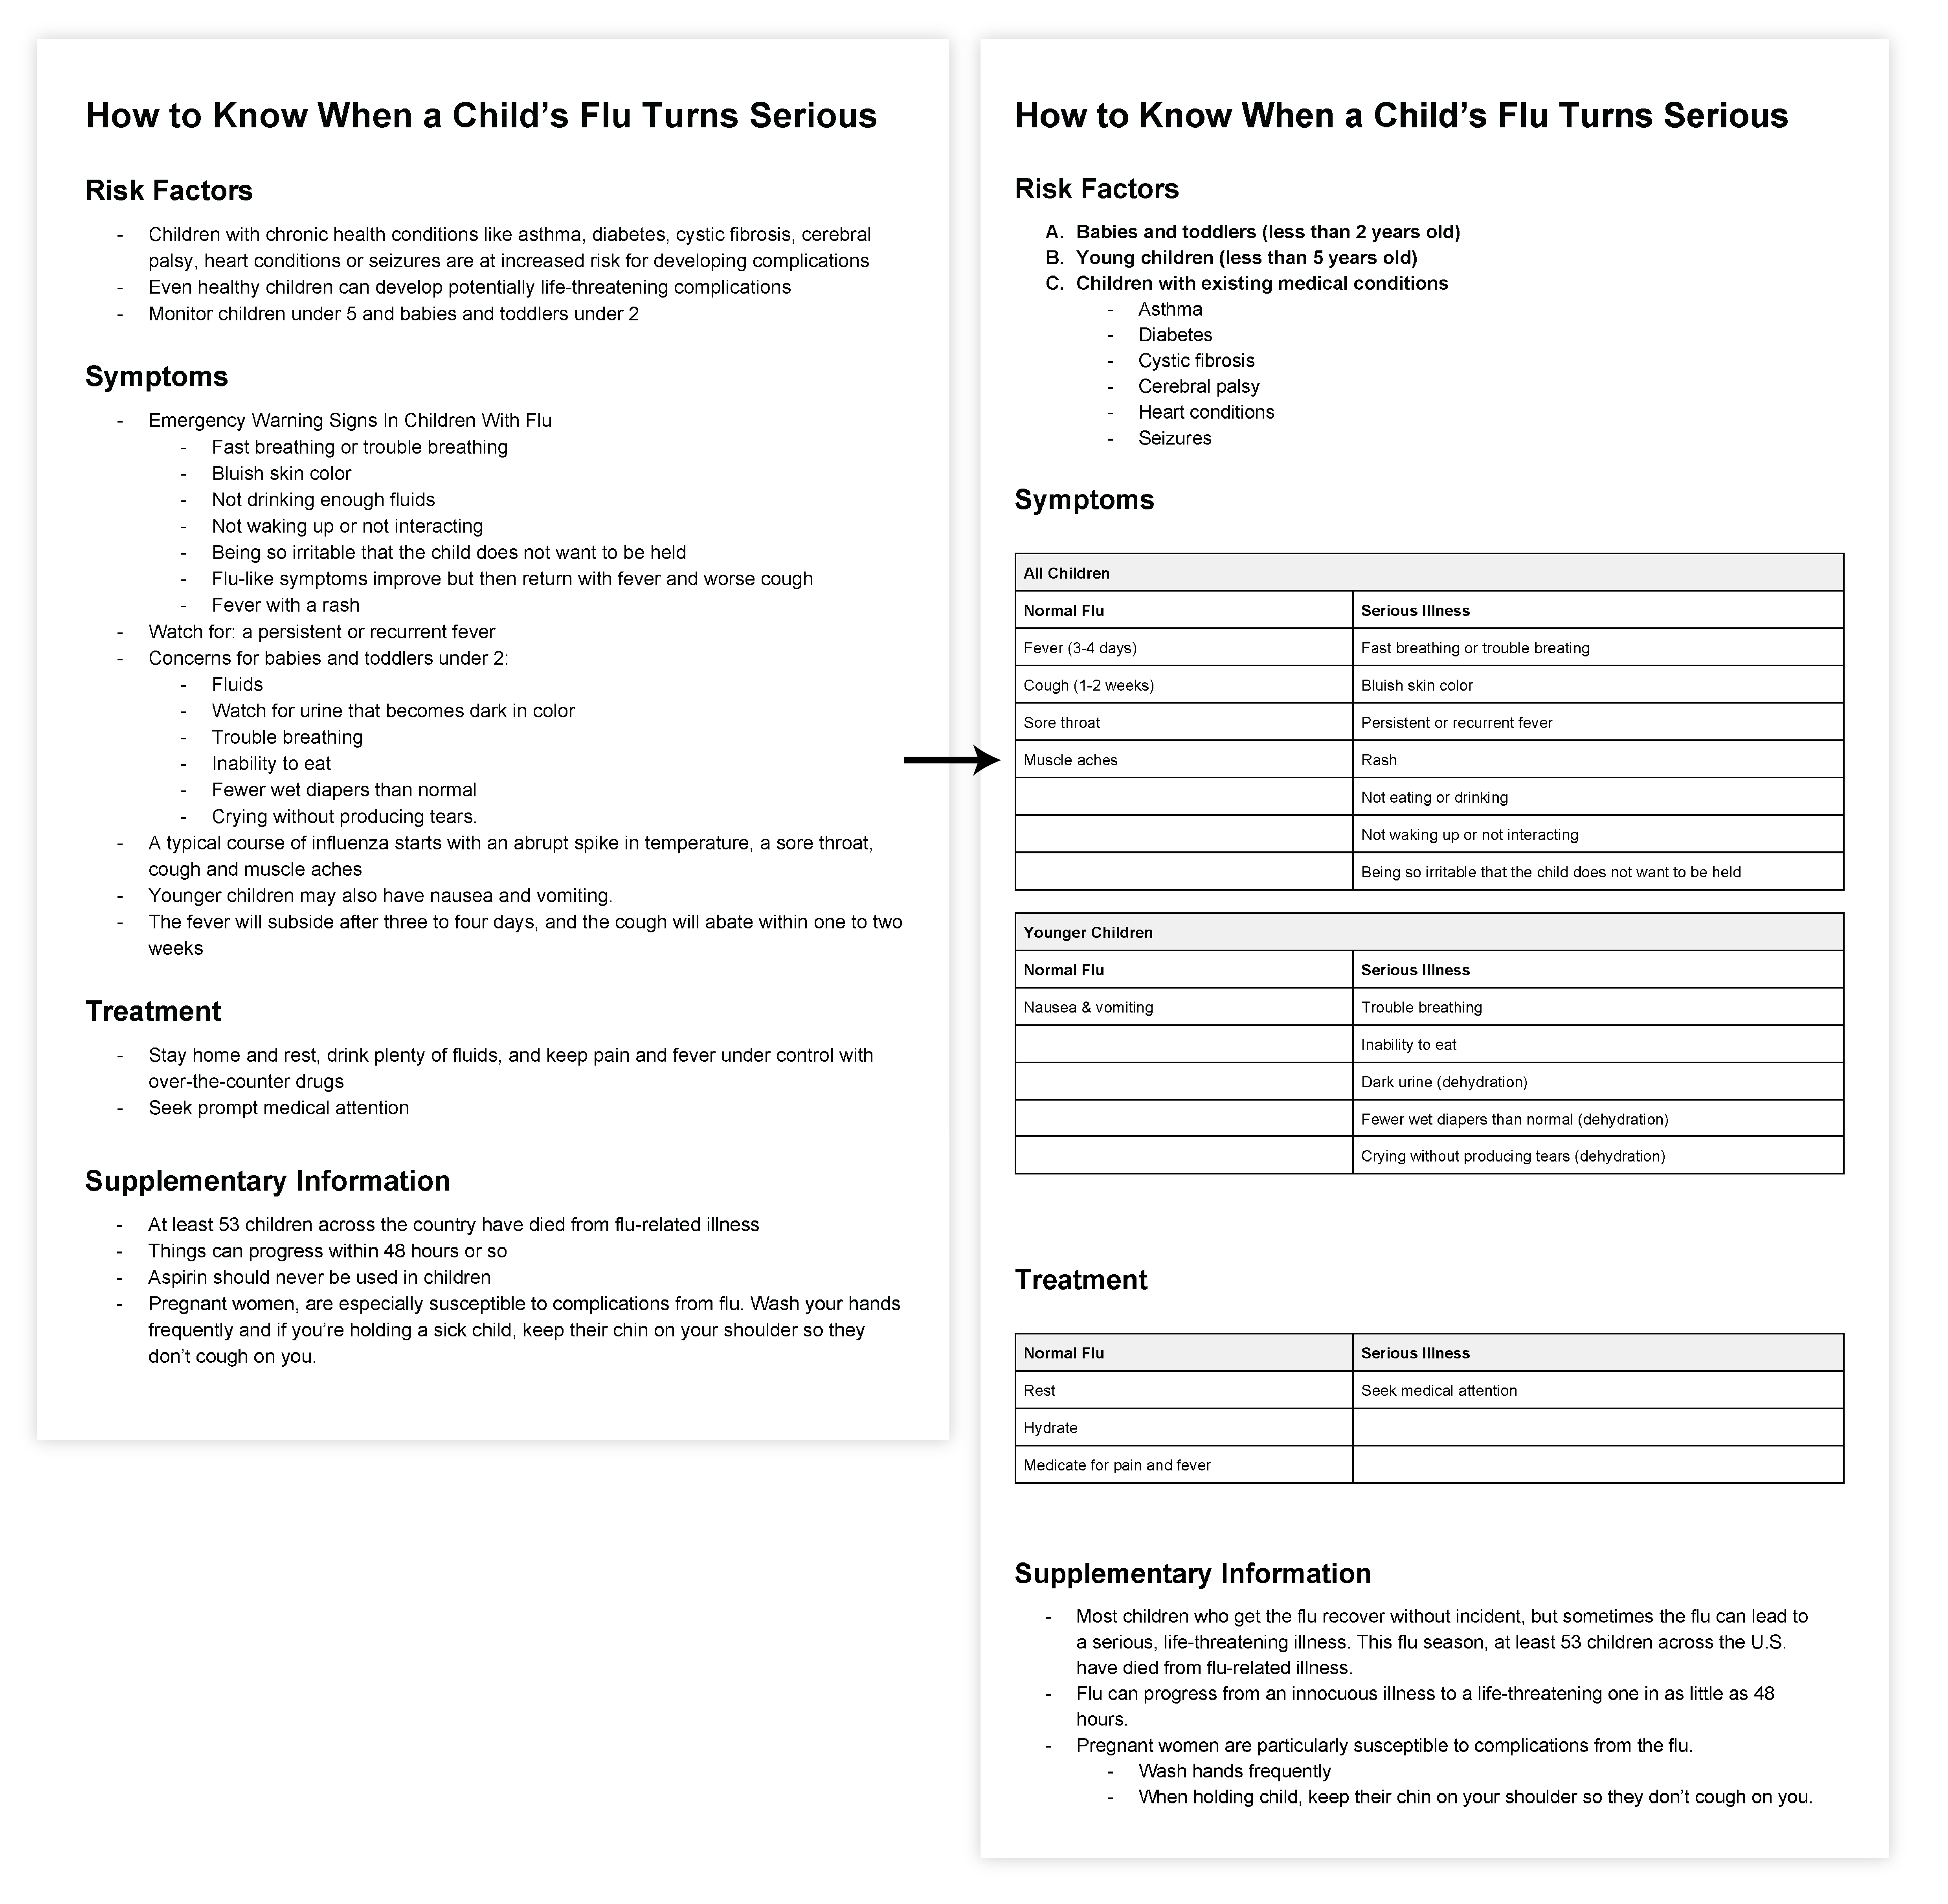 How to Know When a Child’s Flu Turns Serious
Risk Factors
- Children with chronic health conditions like asthma, diabetes, cystic fibrosis, cerebral
palsy, heart conditions or seizures are at increased risk for developing complications
- Even healthy children can develop potentially life-threatening complications
- Monitor children under 5 and babies and toddlers under 2
Symptoms
- Emergency Warning Signs In Children With Flu
- Fast breathing or trouble breathing
- Bluish skin color
- Not drinking enough fluids
- Not waking up or not interacting
- Being so irritable that the child does not want to be held
- Flu-like symptoms improve but then return with fever and worse cough
- Fever with a rash
- Watch for: a persistent or recurrent fever
- Concerns for babies and toddlers under 2:
- Fluids
- Watch for urine that becomes dark in color
- Trouble breathing
- Inability to eat
- Fewer wet diapers than normal
- Crying without producing tears.
- A typical course of influenza starts with an abrupt spike in temperature, a sore throat,
cough and muscle aches
- Younger children may also have nausea and vomiting.
- The fever will subside after three to four days, and the cough will abate within one to two
weeks
Treatment
- Stay home and rest, drink plenty of fluids, and keep pain and fever under control with
over-the-counter drugs
- Seek prompt medical attention
Supplementary Information
- At least 53 children across the country have died from flu-related illness
- Things can progress within 48 hours or so
- Aspirin should never be used in children
- Pregnant women, are especially susceptible to complications from flu. Wash your hands
frequently and if you’re holding a sick child, keep their chin on your shoulder so they
don’t cough on you.
How to Know When a Child’s Flu Turns Serious
Risk Factors
A. Babies and toddlers (less than 2 years old)
B. Young children (less than 5 years old)
C. Children with existing medical conditions
- Asthma
- Diabetes
- Cystic fibrosis
- Cerebral palsy
- Heart conditions
- Seizures
Symptoms
All Children
Normal Flu Serious Illness
Fever (3-4 days) Fast breathing or trouble breating
Cough (1-2 weeks) Bluish skin color
Sore throat Persistent or recurrent fever
Muscle aches Rash
Not eating or drinking
Not waking up or not interacting
Being so irritable that the child does not want to be held
Younger Children
Normal Flu Serious Illness
Nausea & vomiting Trouble breathing
Inability to eat
Dark urine (dehydration)
Fewer wet diapers than normal (dehydration)
Crying without producing tears (dehydration)
Treatment
Normal Flu Serious Illness
Rest Seek medical attention
Hydrate
Medicate for pain and fever
Supplementary Information
- Most children who get the flu recover without incident, but sometimes the flu can lead to
a serious, life-threatening illness. This flu season, at least 53 children across the U.S.
have died from flu-related illness.
- Flu can progress from an innocuous illness to a life-threatening one in as little as 48
hours.
- Pregnant women are particularly susceptible to complications from the flu.
- Wash hands frequently
- When holding child, keep their chin on your shoulder so they don’t cough on you.